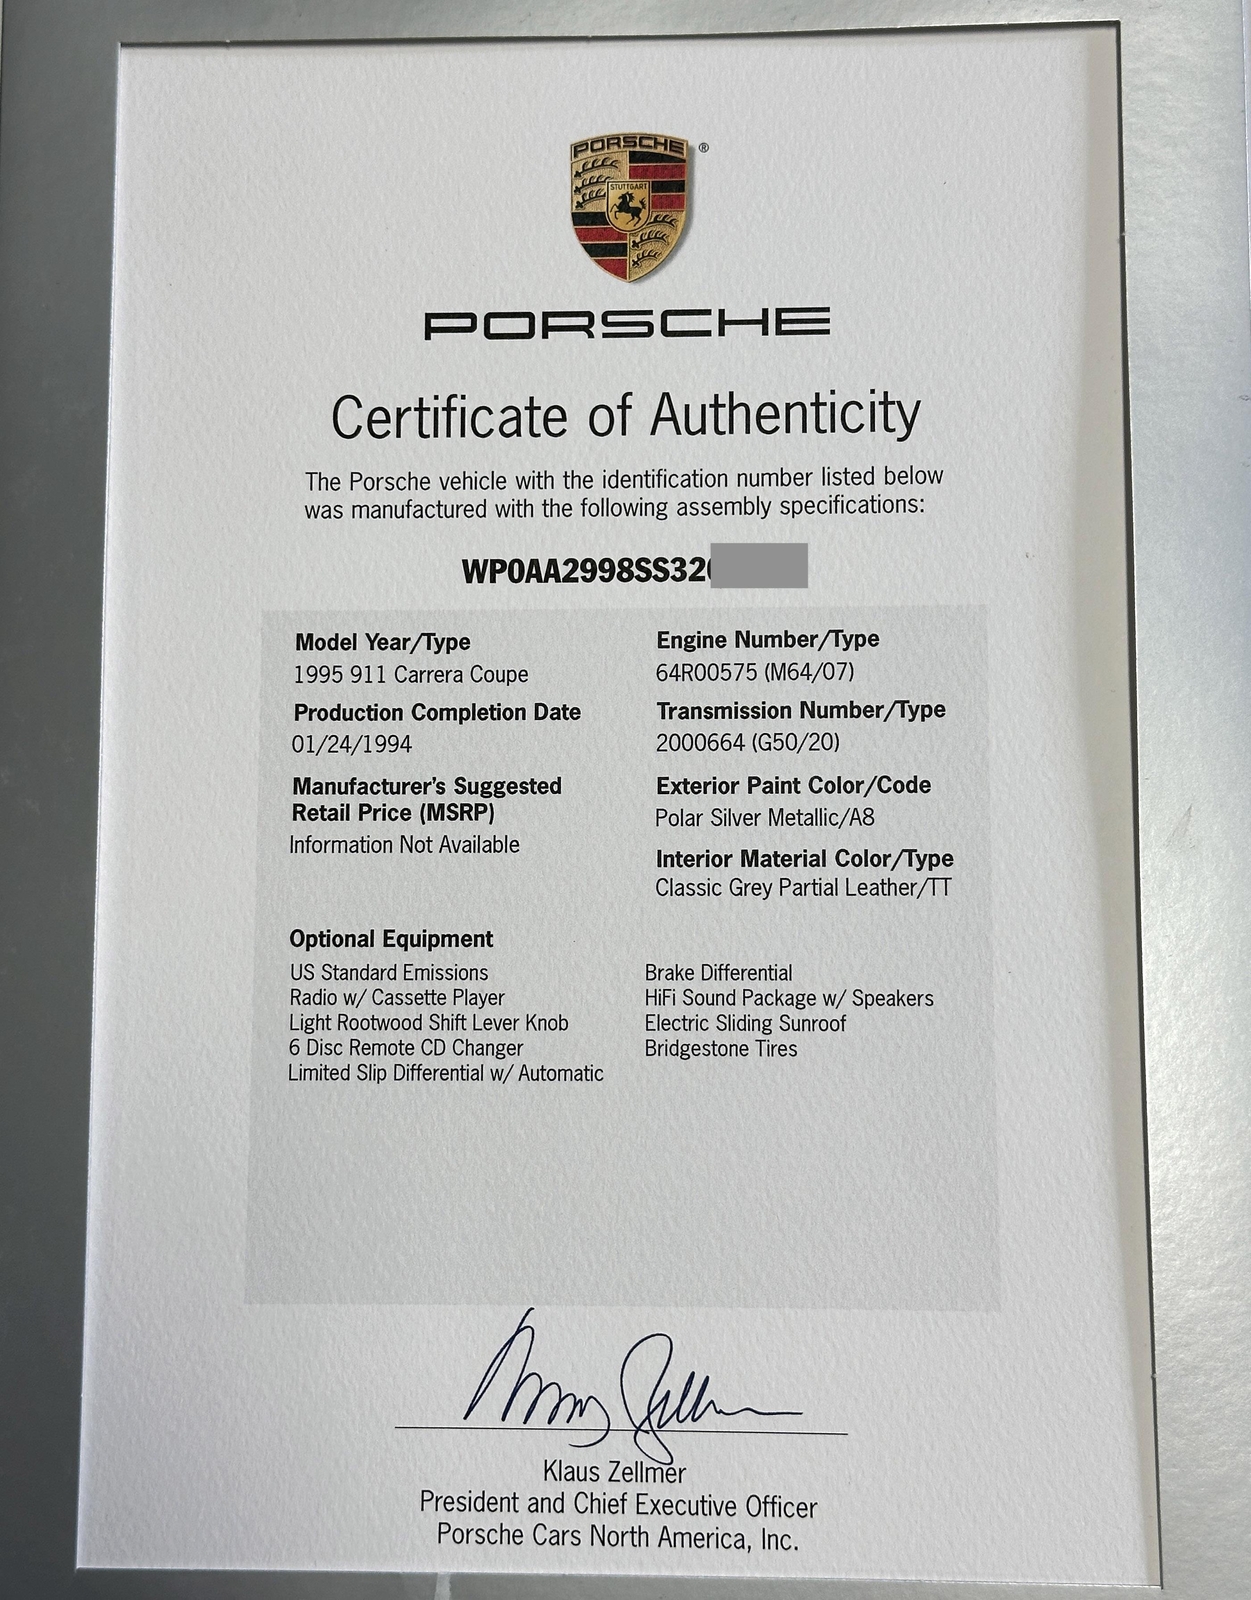 PORSCHE
®
STUTTGART
PORSCHE
Certificate of Authenticity
The Porsche vehicle with the identification number listed below
was manufactured with the following assembly specifications:
WP0AA2998SS32
Model Year/Type
1995 911 Carrera Coupe
Production Completion Date
01/24/1994
Manufacturer's Suggested
Retail Price (MSRP)
Information Not Available
Engine Number/Type
64R00575 (M64/07)
Transmission Number/Type
2000664 (G50/20)
Exterior Paint Color/Code
Polar Silver Metallic/A8
Interior Material Color/Type
Classic Grey Partial Leather/TT
Optional Equipment
US Standard Emissions
Radio w/ Cassette Player
Light Rootwood Shift Lever Knob
6 Disc Remote CD Changer
Limited Slip Differential w/ Automatic
Brake Differential
HiFi Sound Package w/ Speakers
Electric Sliding Sunroof
Bridgestone Tires
Klaus Zellmer
President and Chief Executive Officer
Porsche Cars North America, Inc.